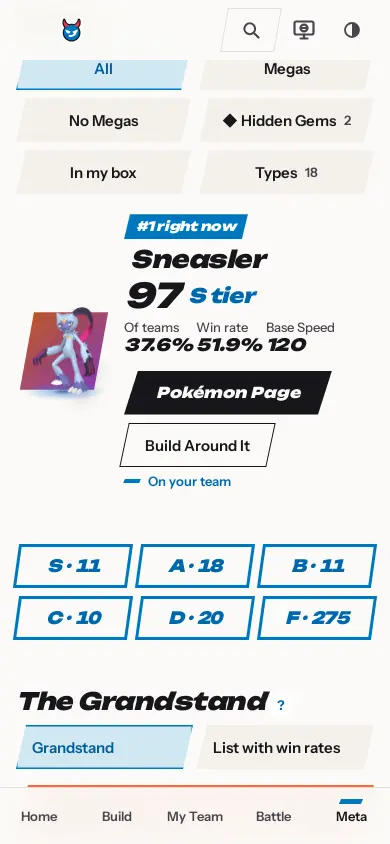 All
Megas
No Megas
◆ Hidden Gems 2
In my box
Types 18
#1 right now
Sneasler
97 S tier
Of teams Win rate Base Speed
37.6% 51.9% 120
Pokémon Page
Build Around It
On your team
S · 11
A · 18
B · 11
C · 10
D · 20
F · 275
The Grandstand ?
Grandstand
List with win rates
Home
Build
My Team
Battle
Meta